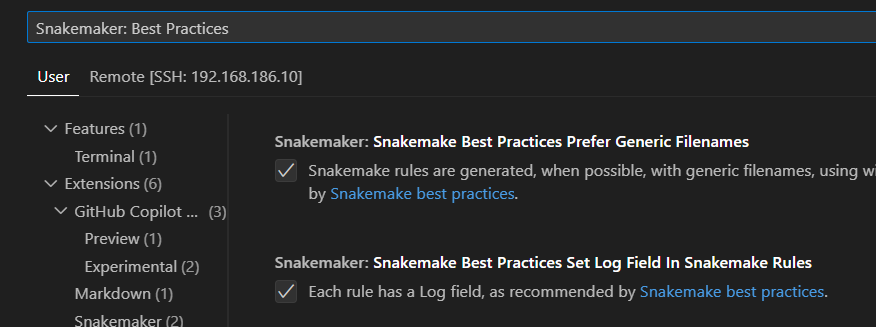 Snakemaker: Best Practices
User
Remote [SSH: 192.168.186.10]
Features (1)
Terminal (1)
Extensions (6)
GitHub Copilot ... (3)
Preview (1)
Experimental (2)
Markdown (1)
Snakemaker (2)
Snakemaker: Snakemake Best Practices Prefer Generic Filenames
Snakemake rules are generated, when possible, with generic filenames, using wi
by Snakemake best practices.
Snakemaker: Snakemake Best Practices Set Log Field In Snakemake Rules
Each rule has a Log field, as recommended by Snakemake best practices.